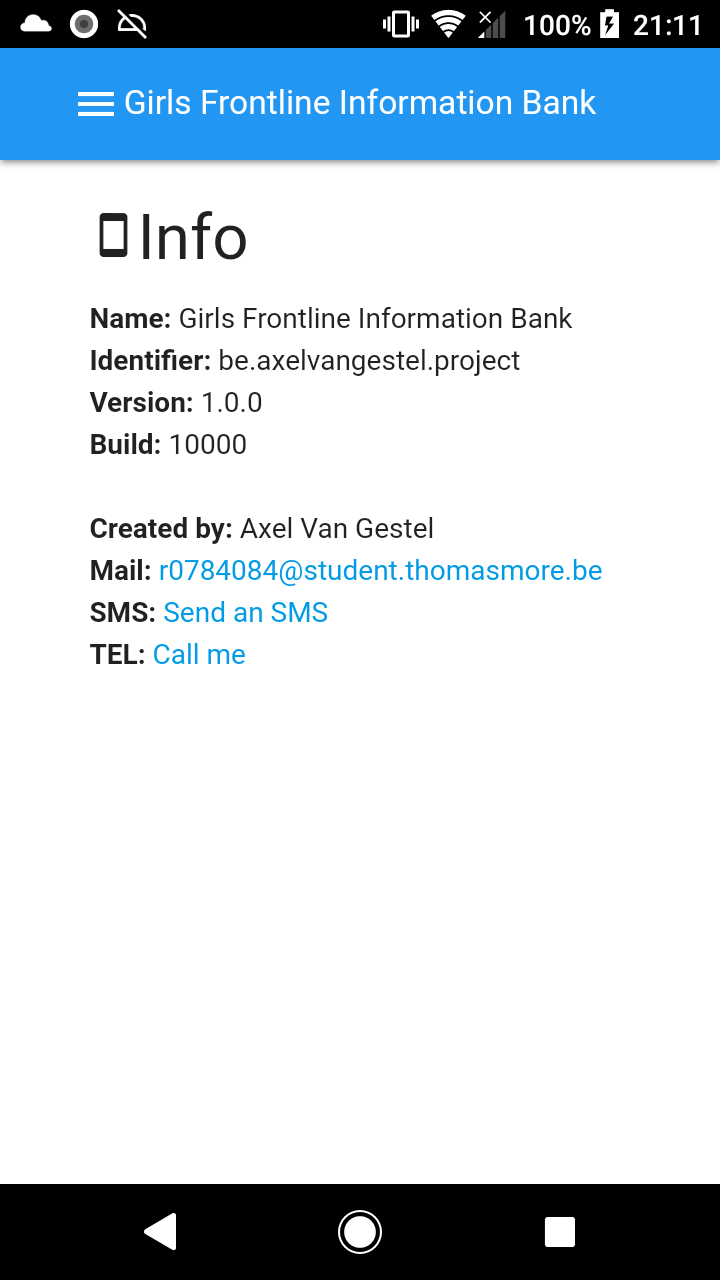 100% 21:11
Girls Frontline Information Bank
Info
Name: Girls Frontline Information Bank
Identifier: be.axelvangestel.project
Version: 1.0.0
Build: 10000
Created by: Axel Van Gestel
Mail: r0784084@student.thomasmore.be
SMS: Send an SMS
TEL: Call me